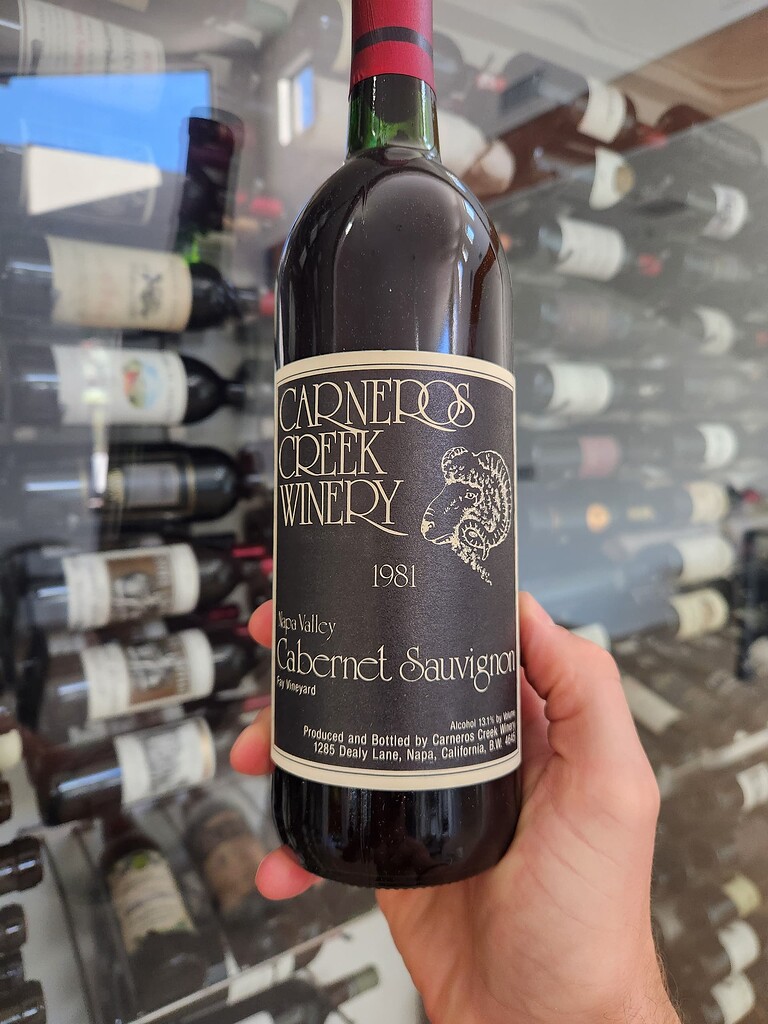 CARNEROS
CREEK
WINERY
1981
Napa Valley
Cabernet Sauvignon
Fay Vineyard
Alcohol 13.1% by Volume
Produced and Bottled by Carneros Creek Winery
1285 Dealy Lane, Napa, California, B.W. 4645